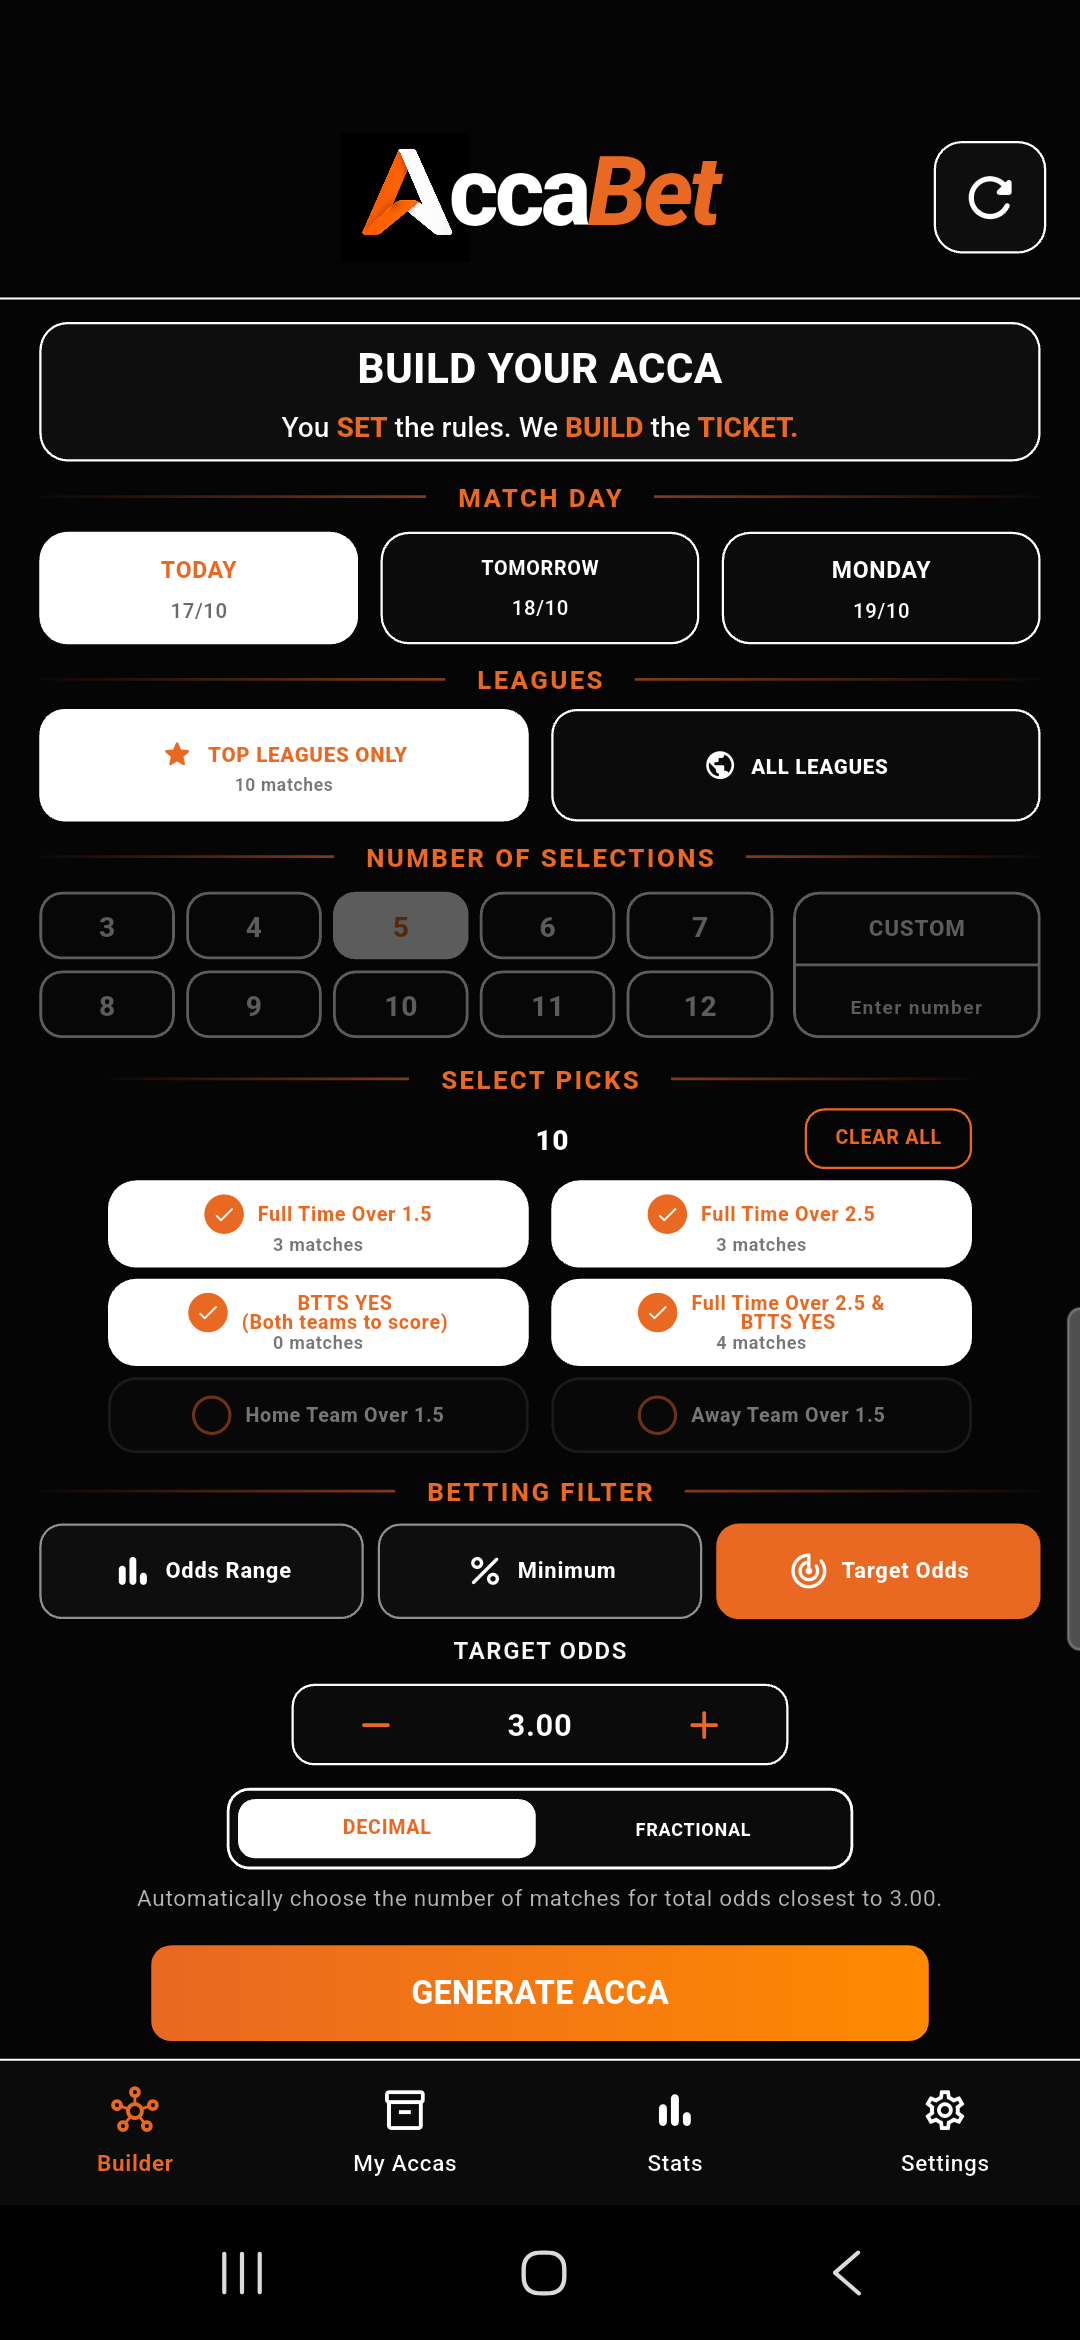 AccaBet
BUILD YOUR ACCA
You SET the rules. We BUILD the TICKET.
MATCH DAY
TODAY
17/10
TOMORROW
18/10
MONDAY
19/10
LEAGUES
TOP LEAGUES ONLY
10 matches
ALL LEAGUES
NUMBER OF SELECTIONS
3
4
5
6
7
CUSTOM
8
9
10
11
12
Enter number
SELECT PICKS
10
CLEAR ALL
Full Time Over 1.5
3 matches
Full Time Over 2.5
3 matches
BTTS YES
(Both teams to score)
0 matches
Full Time Over 2.5 &
BTTS YES
4 matches
Home Team Over 1.5
Away Team Over 1.5
BETTING FILTER
Odds Range
Minimum
Target Odds
TARGET ODDS
3.00
DECIMAL
FRACTIONAL
Automatically choose the number of matches for total odds closest to 3.00.
GENERATE ACCA
Builder
My Accas
Stats
Settings